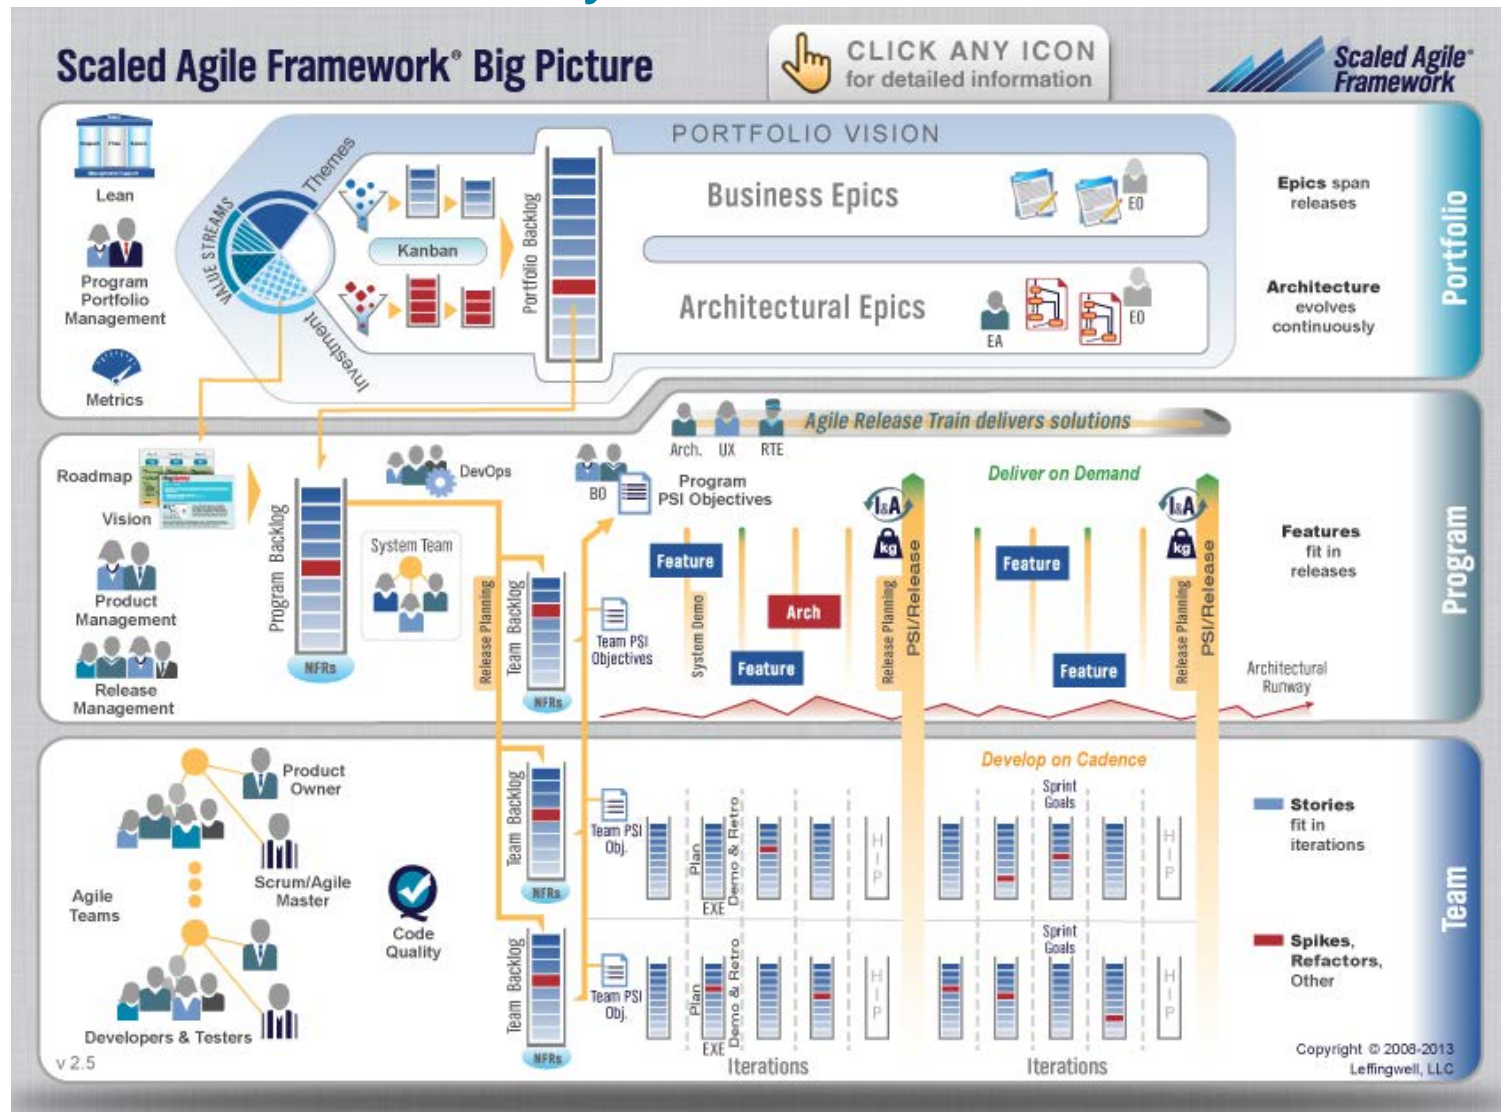 Scaled Agile Framework® Big Picture
CLICK ANY ICON
for detailed information
Scaled Agile®
Framework
Lean
Program
Portfolio
Management
Metrics
VALUE STREAMS
Themes
Investment
Kanban
Portfolio Backlog
PORTFOLIO VISION
Business Epics
EO
Architectural Epics
EA
EO
Epics span
releases
Architecture
evolves
continuously
Portfolio
Roadmap
Vision
Product
Management
Release
Management
Program Backlog
NFRs
DevOps
System Team
Release Planning
Team Backlog
NFRs
BO
Program
PSI Objectives
Team PSI
Objectives
Arch.
UX
RTE
Agile Release Train delivers solutions
Deliver on Demand
Feature
System Demo
Feature
Arch
I&A
kg
Release Planning
PSI/Release
Feature
Feature
I&A
kg
Release Planning
PSI/Release
Features
fit in
releases
Architectural
Runway
Program
Product
Owner
Scrum/Agile
Master
Agile
Teams
Developers & Testers
v 2.5
Code
Quality
Team Backlog
NFRs
Team PSI
Obj.
Plan
EXE
Demo & Retro
H
I
P
Develop on Cadence
Sprint
Goals
H
I
P
Team Backlog
NFRs
Team PSI
Obj.
Plan
EXE
Demo & Retro
H
I
P
Sprint
Goals
H
I
P
Iterations
Iterations
Stories
fit in
iterations
Spikes,
Refactors,
Other
Team
Copyright © 2008-2013
Leffingwell, LLC